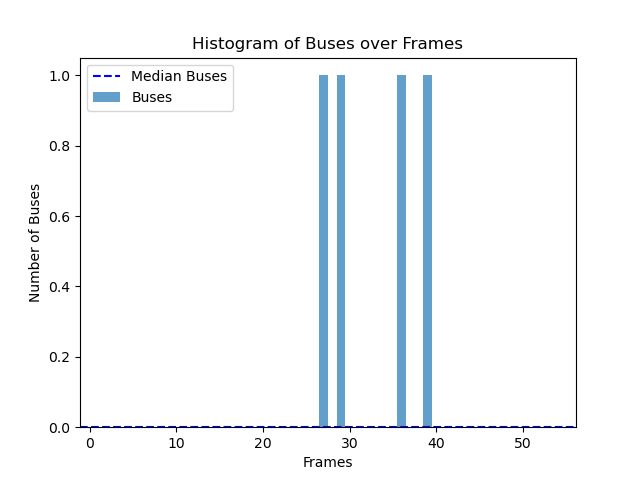 Histogram of Buses over Frames
Median Buses
Buses
Number of Buses
1.0
0.8
0.6
0.4
0.2
0.0
0 10 20 30 40 50
Frames